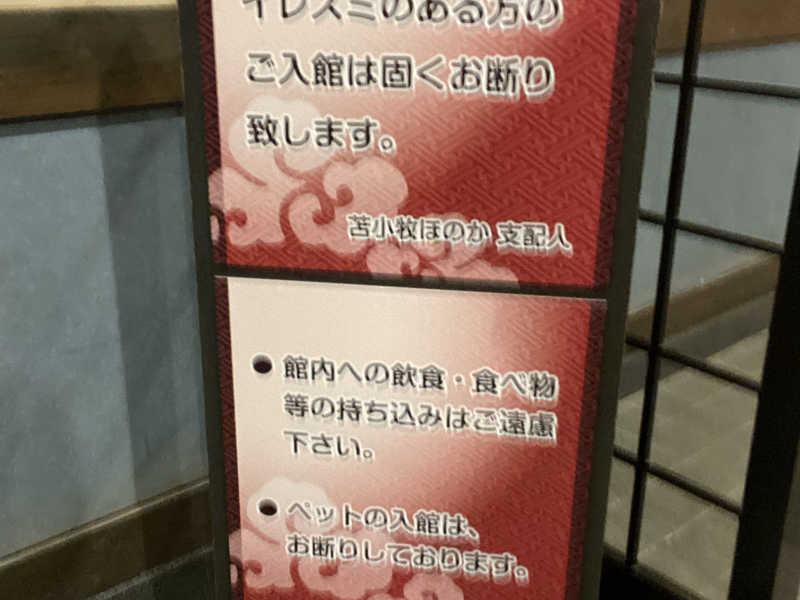 イレズミのある方の
ご入館は固くお断り
致します。
苫小牧ほのか 支配人
● 館内への飲食・食べ物
等の持ち込みはご遠慮
下さい。
● ペットの入館は、
お断りしております。